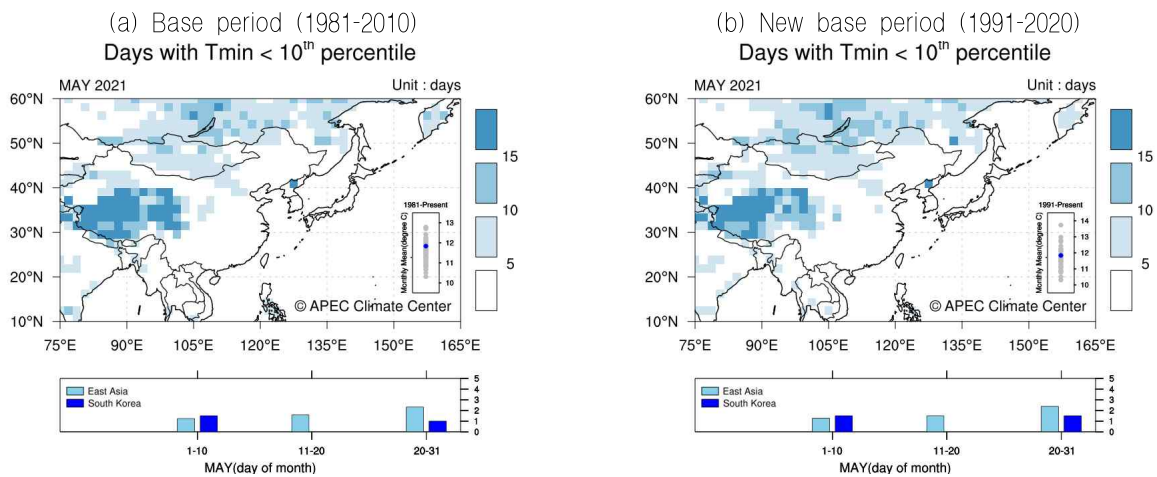 (a) Base period (1981-2010)
Days with Tmin < 10th percentile
MAY 2021 Unit : days
60°N
50°N
40°N
30°N
20°N
10°N
75°E 90°E 105°E 120°E 135°E 150°E 165°E
15
10
5
1981-Present
Monthly Mean(degree C)
13
12
11
10
© APEC Climate Center
East Asia
South Korea
5
4
3
2
1
0
1-10 11-20 20-31
MAY(day of month)
(b) New base period (1991-2020)
Days with Tmin < 10th percentile
MAY 2021 Unit : days
60°N
50°N
40°N
30°N
20°N
10°N
75°E 90°E 105°E 120°E 135°E 150°E 165°E
15
10
5
1991-Present
Monthly Mean(degree C)
14
13
12
11
10
© APEC Climate Center
East Asia
South Korea
5
4
3
2
1
0
1-10 11-20 20-31
MAY(day of month)